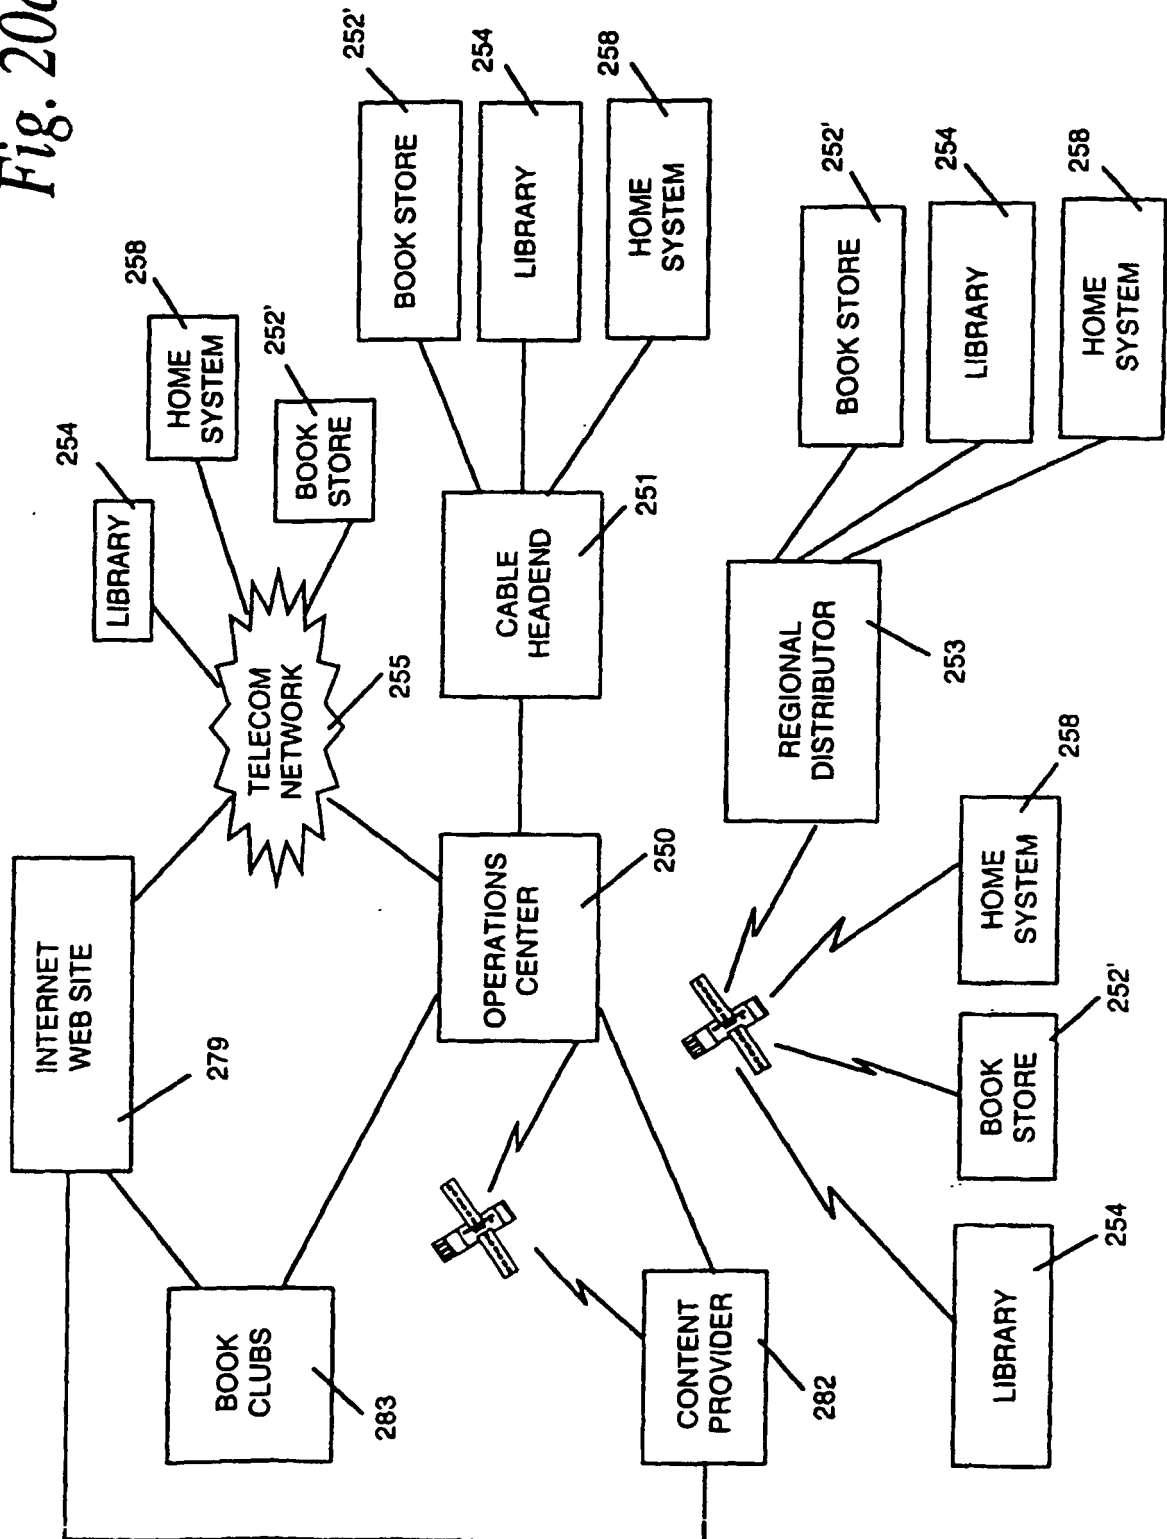 Fig. 20
INTERNET
WEB SITE
279
254
LIBRARY
258
HOME
SYSTEM
252'
BOOK
STORE
TELECOM
NETWORK
255
BOOK
CLUBS
283
252'
BOOK STORE
254
LIBRARY
258
HOME
SYSTEM
OPERATIONS
CENTER
250
CABLE
HEADEND
251
CONTENT
PROVIDER
282
REGIONAL
DISTRIBUTOR
253
252'
BOOK STORE
254
LIBRARY
258
HOME
SYSTEM
LIBRARY
254
BOOK
STORE
252'
HOME
SYSTEM
258